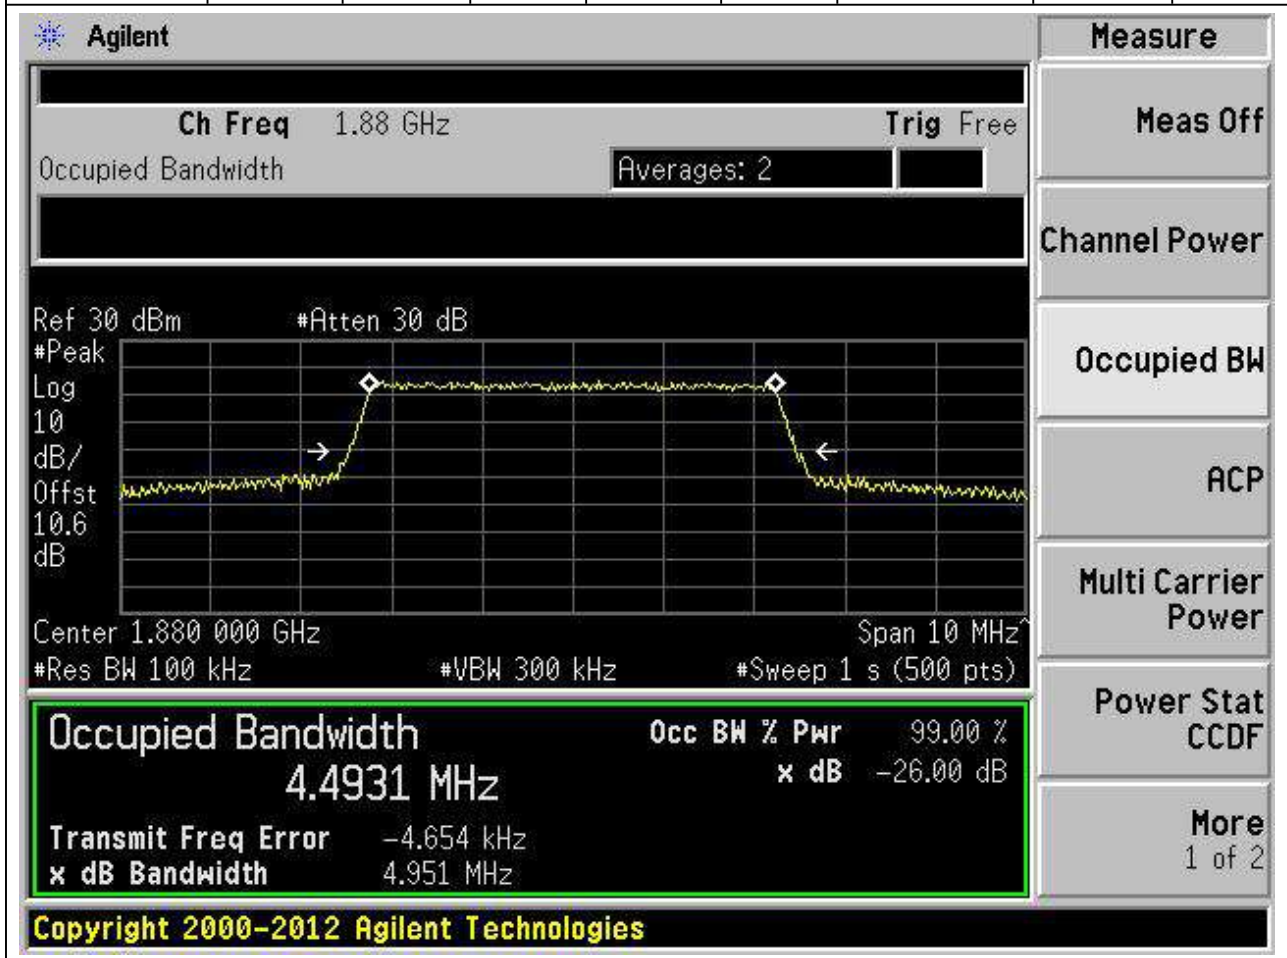 Agilent
Measure
Ch Freq 1.88 GHz Trig Free
Occupied Bandwidth Averages: 2
Meas Off
Channel Power
Occupied BW
ACP
Multi Carrier
Power
Power Stat
CCDF
More
1 of 2
Ref 30 dBm #Atten 30 dB
#Peak
Log
10
dB/
Offst
10.6
dB
Center 1.880 000 GHz Span 10 MHz^
#Res BW 100 kHz #VBW 300 kHz #Sweep 1 s (500 pts)
Occupied Bandwidth Occ BW % Pwr 99.00 %
4.4931 MHz x dB -26.00 dB
Transmit Freq Error -4.654 kHz
x dB Bandwidth 4.951 MHz
Copyright 2000-2012 Agilent Technologies